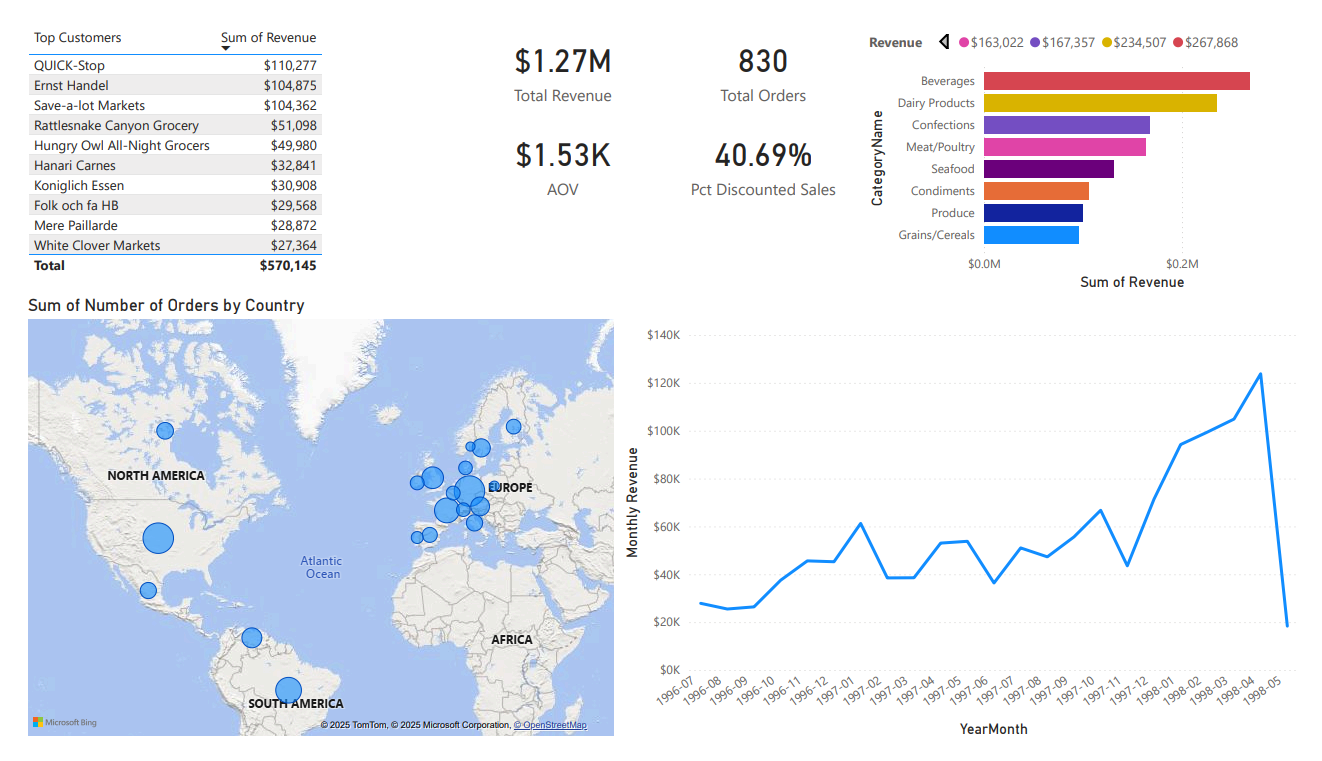 Top Customers Sum of Revenue
QUICK-Stop $110,277
Ernst Handel $104,875
Save-a-lot Markets $104,362
Rattlesnake Canyon Grocery $51,098
Hungry Owl All-Night Grocers $49,980
Hanari Carnes $32,841
Koniglich Essen $30,908
Folk och fa HB $29,568
Mere Paillarde $28,872
White Clover Markets $27,364
Total $570,145
$1.27M
Total Revenue
830
Total Orders
$1.53K
AOV
40.69%
Pct Discounted Sales
Revenue $163,022 $167,357 $234,507 $267,868
CategoryName
Beverages
Dairy Products
Confections
Meat/Poultry
Seafood
Condiments
Produce
Grains/Cereals
$0.0M $0.2M
Sum of Revenue
Sum of Number of Orders by Country
NORTH AMERICA
EUROPE
Atlantic
Ocean
AFRICA
SOUTH AMERICA
Microsoft Bing
© 2025 TomTom, © 2025 Microsoft Corporation, © OpenStreetMap
Monthly Revenue
$140K
$120K
$100K
$80K
$60K
$40K
$20K
$0K
1996-07 1996-08 1996-09 1996-10 1996-11 1996-12 1997-01 1997-02 1997-03 1997-04 1997-05 1997-06 1997-07 1997-08 1997-09 1997-10 1997-11 1997-12 1998-01 1998-02 1998-03 1998-04 1998-05
YearMonth